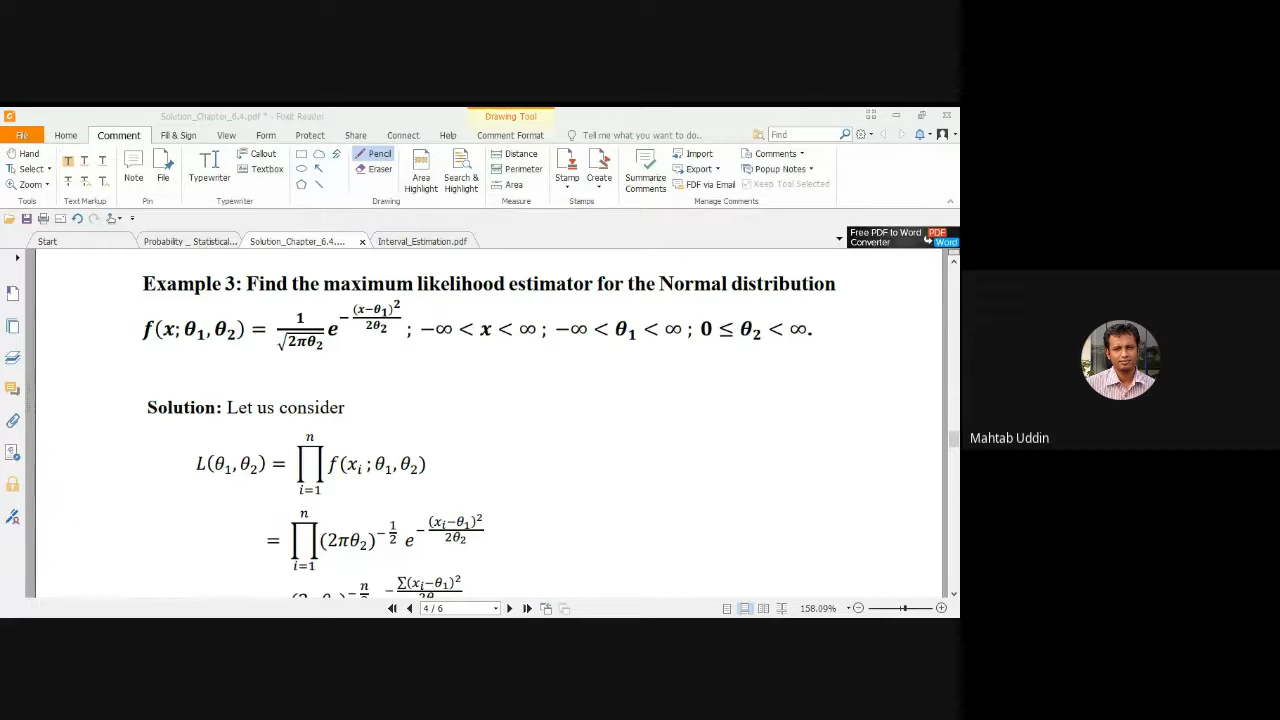 Solution_Chapter_6.4.pdf * - Foxit Reader
Drawing Tool
File Home Comment Fill & Sign View Form Protect Share Connect Help Comment Format Tell me what you want to do.. Find
Hand
Select
Zoom
Tools
T T T
T T T
Text Markup
Note
File
Pin
Typewriter
Callout
Textbox
Typewriter
Pencil
Eraser
Drawing
Area Highlight
Search & Highlight
Distance
Perimeter
Area
Measure
Stamp
Create
Stamps
Summarize Comments
Import
Export
FDF via Email
Comments
Popup Notes
Keep Tool Selected
Manage Comments
Start Probability _ Statistical... Solution_Chapter_6.4.... Interval_Estimation.pdf
Free PDF to Word Converter PDF Word
Example 3: Find the maximum likelihood estimator for the Normal distribution
f(x; θ₁, θ₂) = 1/√(2πθ₂) e^(−(x−θ₁)²/(2θ₂)) ; −∞ < x < ∞ ; −∞ < θ₁ < ∞ ; 0 ≤ θ₂ < ∞.
Solution: Let us consider
L(θ₁, θ₂) = ∏_{i=1}^{n} f(xᵢ ; θ₁, θ₂)
= ∏_{i=1}^{n} (2πθ₂)^(−1/2) e^(−(xᵢ−θ₁)²/(2θ₂))
Mahtab Uddin
4 / 6
158.09%